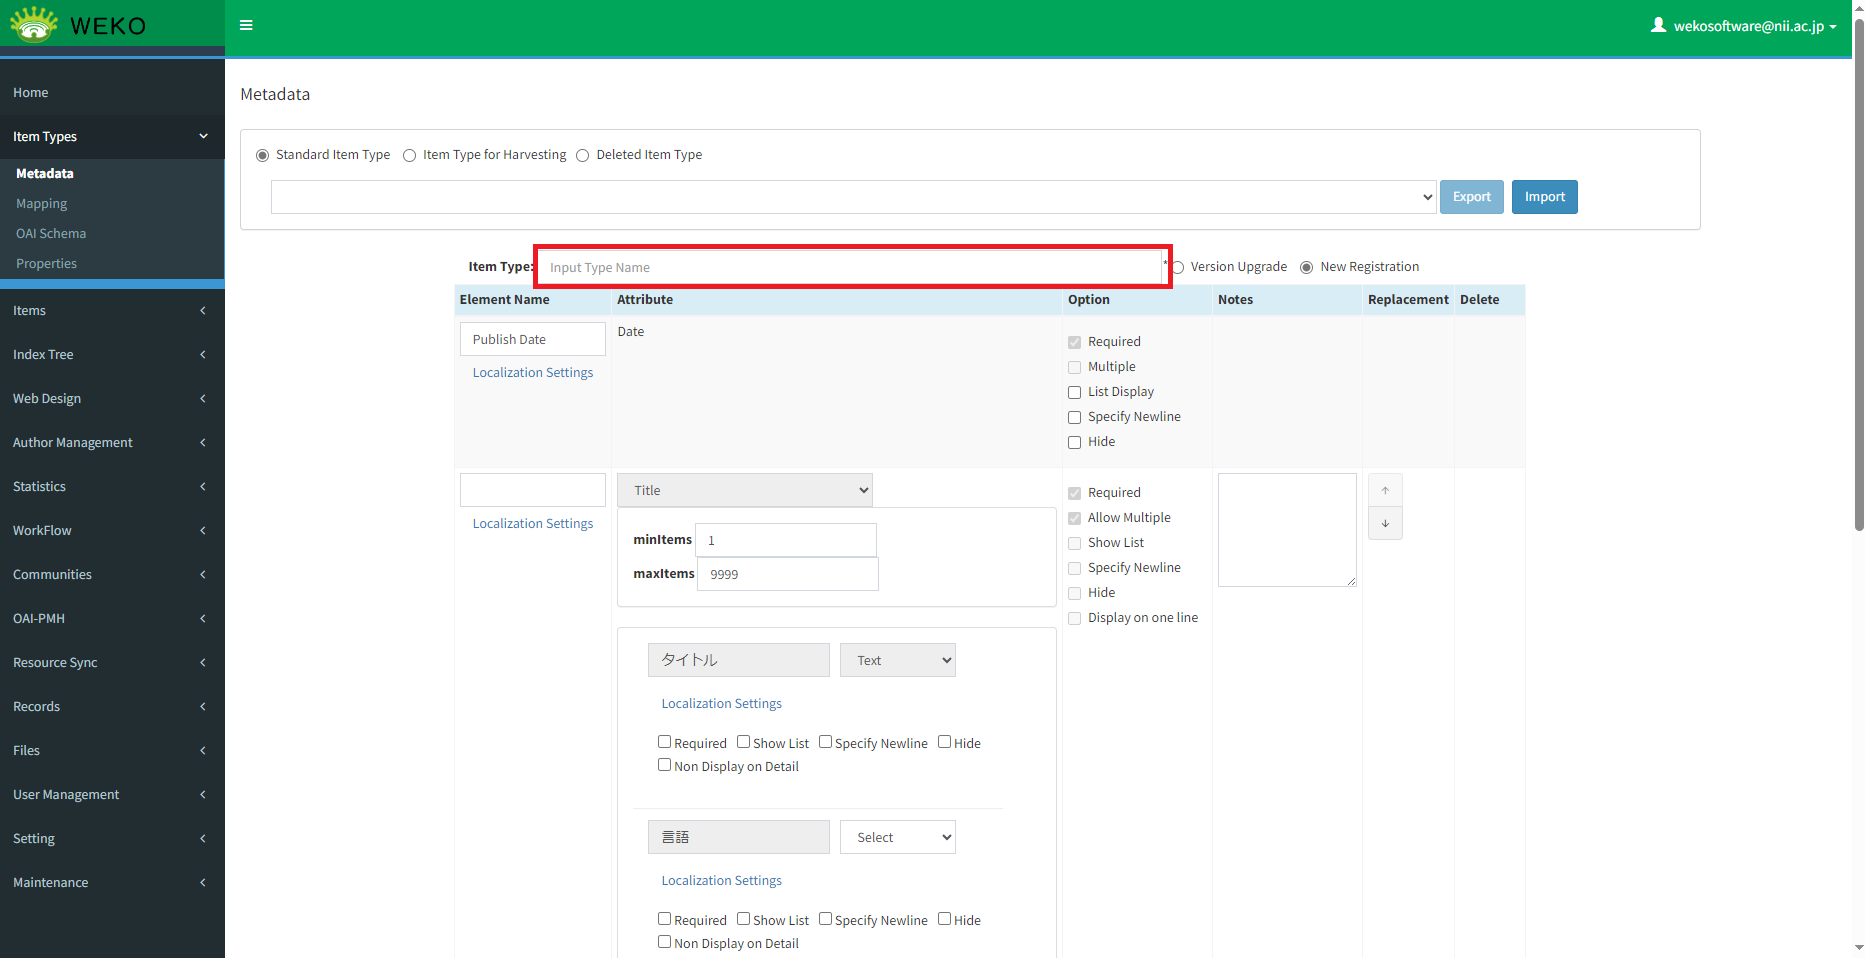 WEKO
wekosoftware@nii.ac.jp
Home
Item Types
Metadata
Mapping
OAI Schema
Properties
Items
Index Tree
Web Design
Author Management
Statistics
WorkFlow
Communities
OAI-PMH
Resource Sync
Records
Files
User Management
Setting
Maintenance
Metadata
Standard Item Type Item Type for Harvesting Deleted Item Type
Export Import
Item Type: Input Type Name * Version Upgrade New Registration
Element Name Attribute Option Notes Replacement Delete
Publish Date
Localization Settings
Date
Required
Multiple
List Display
Specify Newline
Hide
Localization Settings
Title
minItems 1
maxItems 9999
Required
Allow Multiple
Show List
Specify Newline
Hide
Display on one line
タイトル Text
Localization Settings
Required Show List Specify Newline Hide
Non Display on Detail
言語 Select
Localization Settings
Required Show List Specify Newline Hide
Non Display on Detail